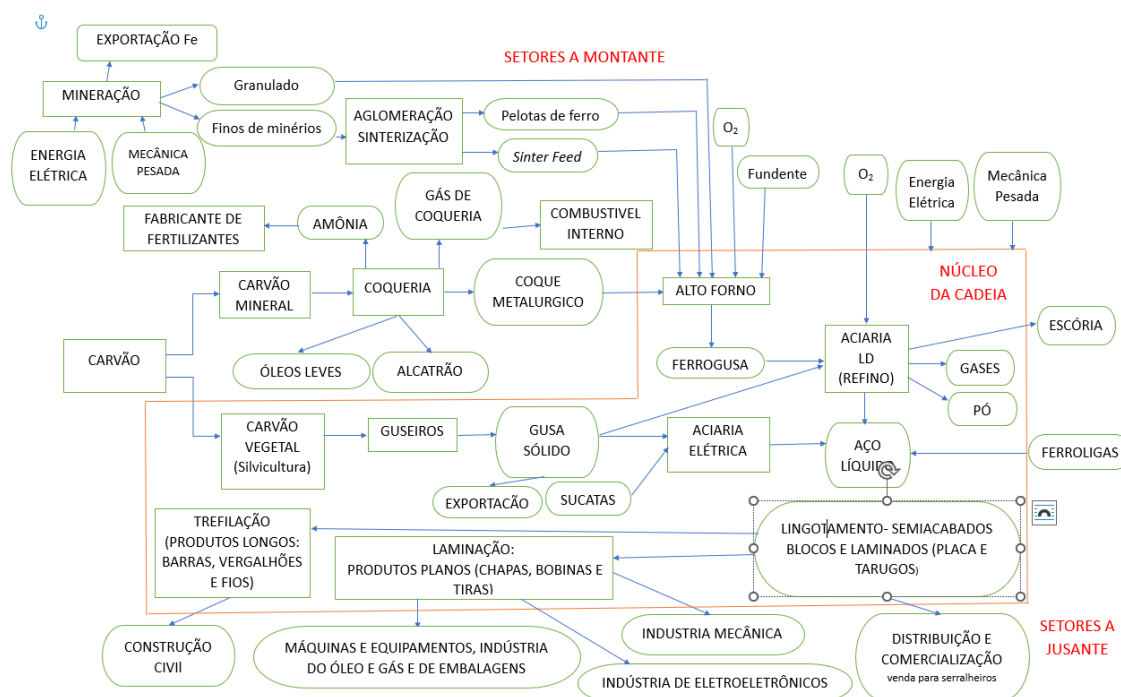 EXPORTAÇÃO Fe
SETORES A MONTANTE
MINERAÇÃO
Granulado
Finos de minérios
AGLOMERAÇÃO
SINTERIZAÇÃO
Pelotas de ferro
Sinter Feed
O₂
Fundente
O₂
Energia
Elétrica
Mecânica
Pesada
ENERGIA
ELÉTRICA
MECÂNICA
PESADA
FABRICANTE DE
FERTILIZANTES
AMÔNIA
GÁS DE
COQUERIA
COMBUSTIVEL
INTERNO
NÚCLEO
DA CADEIA
CARVÃO
MINERAL
COQUERIA
COQUE
METALURGICO
ALTO FORNO
CARVÃO
ÓLEOS LEVES
ALCATRÃO
FERROGUSA
ACIARIA
LD
(REFINO)
ESCÓRIA
GASES
PÓ
CARVÃO
VEGETAL
(Silvicultura)
GUSEIROS
GUSA
SÓLIDO
ACIARIA
ELÉTRICA
AÇO
LÍQUIDO
FERROLIGAS
EXPORTACÃO
SUCATAS
TREFILAÇÃO
(PRODUTOS LONGOS:
BARRAS, VERGALHÕES
E FIOS)
LAMINAÇÃO:
PRODUTOS PLANOS (CHAPAS, BOBINAS E
TIRAS)
LINGOTAMENTO- SEMIACABADOS
BLOCOS E LAMINADOS (PLACA E
TARUGOS)
CONSTRUÇÃO
CIVIl
MÁQUINAS E EQUIPAMENTOS, INDÚSTRIA
DO ÓLEO E GÁS E DE EMBALAGENS
INDUSTRIA MECÂNICA
INDÚSTRIA DE ELETROELETRÔNICOS
DISTRIBUIÇÃO E
COMERCIALIZAÇÃO
venda para serralheiros
SETORES A
JUSANTE